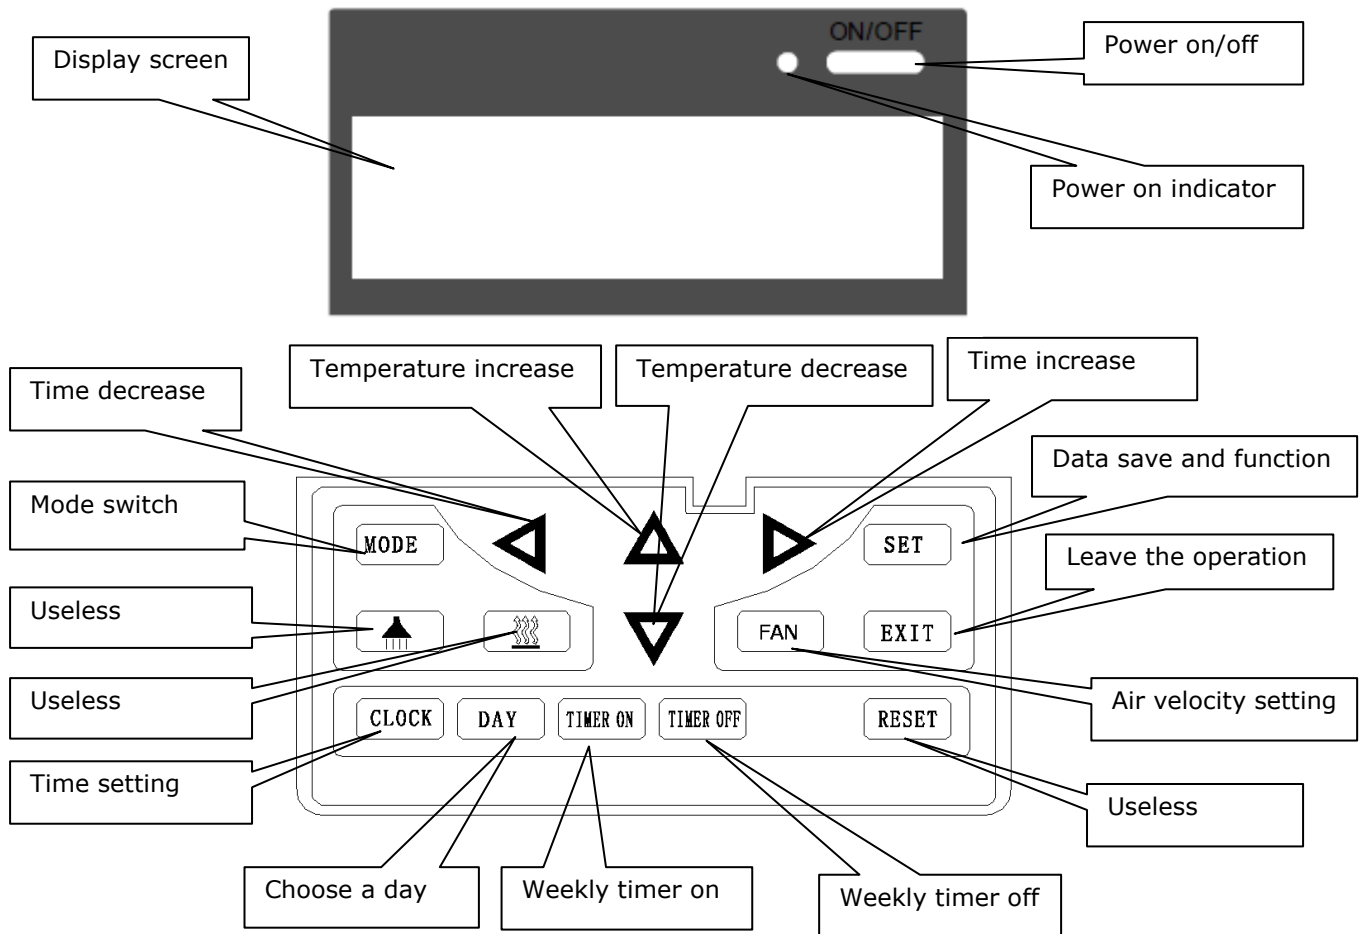 ON/OFF
Display screen
Power on/off
Power on indicator
Temperature increase
Temperature decrease
Time increase
Time decrease
Data save and function
Mode switch
MODE
SET
Leave the operation
Useless
FAN
EXIT
Useless
Air velocity setting
CLOCK
DAY
TIMER ON
TIMER OFF
RESET
Time setting
Useless
Choose a day
Weekly timer on
Weekly timer off